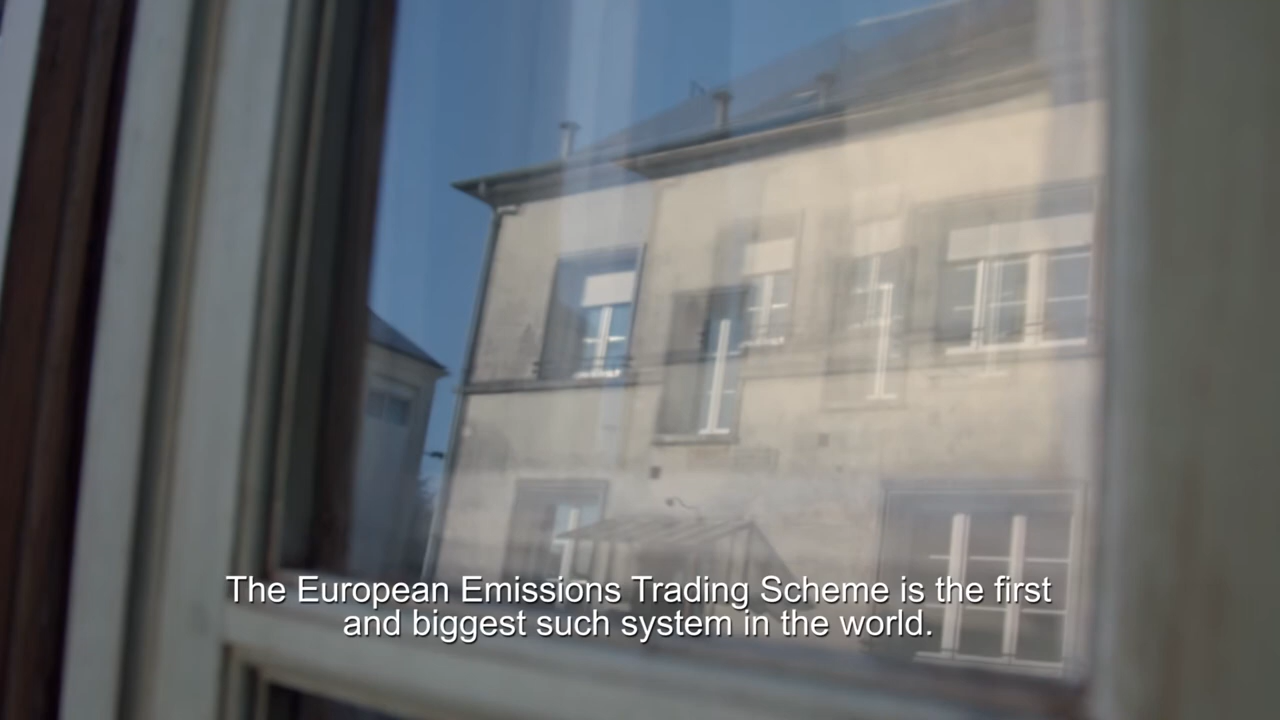 The European Emissions Trading Scheme is the first
and biggest such system in the world.